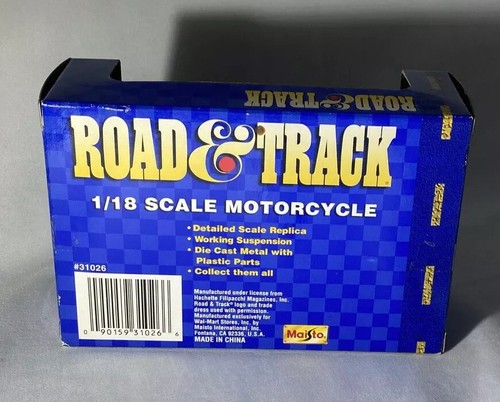 ROAD & TRACK
ROAD & TRACK
1/18 SCALE MOTORCYCLE
• Detailed Scale Replica
• Working Suspension
• Die Cast Metal with
Plastic Parts
• Collect them all
#31026
0 90159 31026 6
Manufactured under license from
Hachette Filipacchi Magazines, Inc.
Road & Track® logo and trade
dress used with permission.
Manufactured exclusively for
Wal-Mart Stores, Inc. by
Maisto International, Inc.
Fontana, CA 92336, U.S.A.
MADE IN CHINA
Maisto